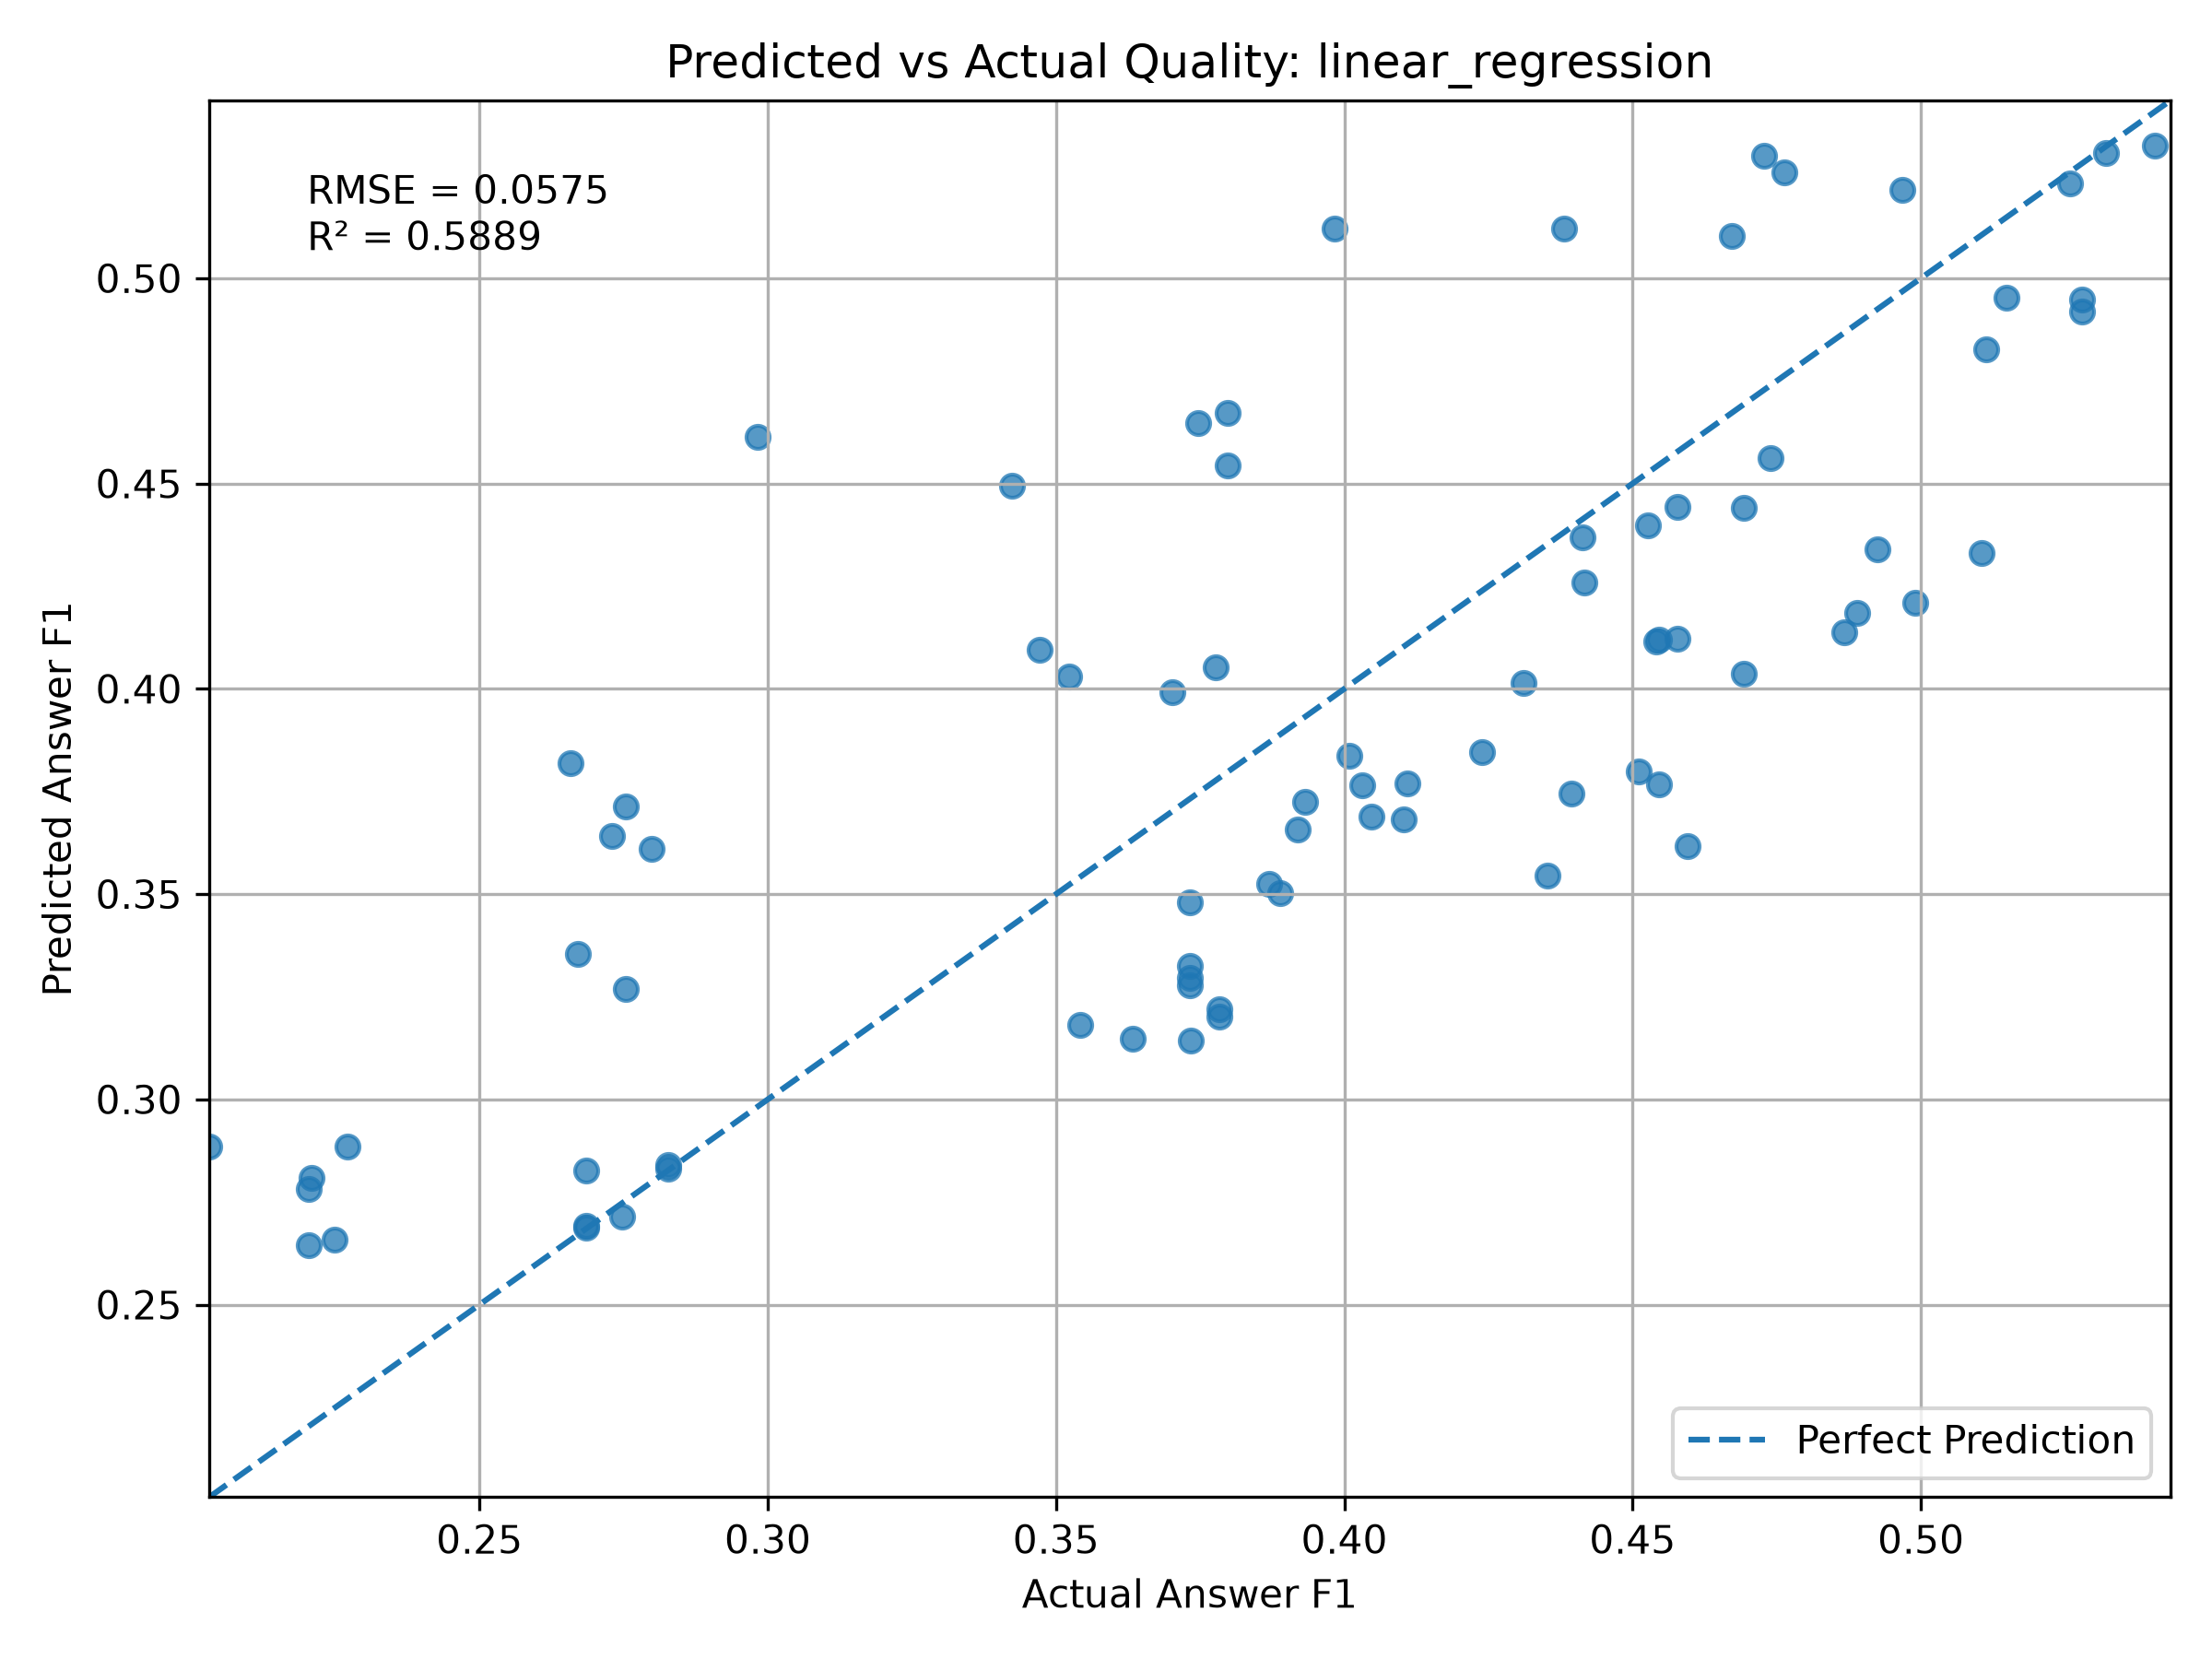 Predicted vs Actual Quality: linear_regression
RMSE = 0.0575
R² = 0.5889
0.50
0.45
0.40
0.35
0.30
0.25
Predicted Answer F1
Perfect Prediction
0.25 0.30 0.35 0.40 0.45 0.50
Actual Answer F1